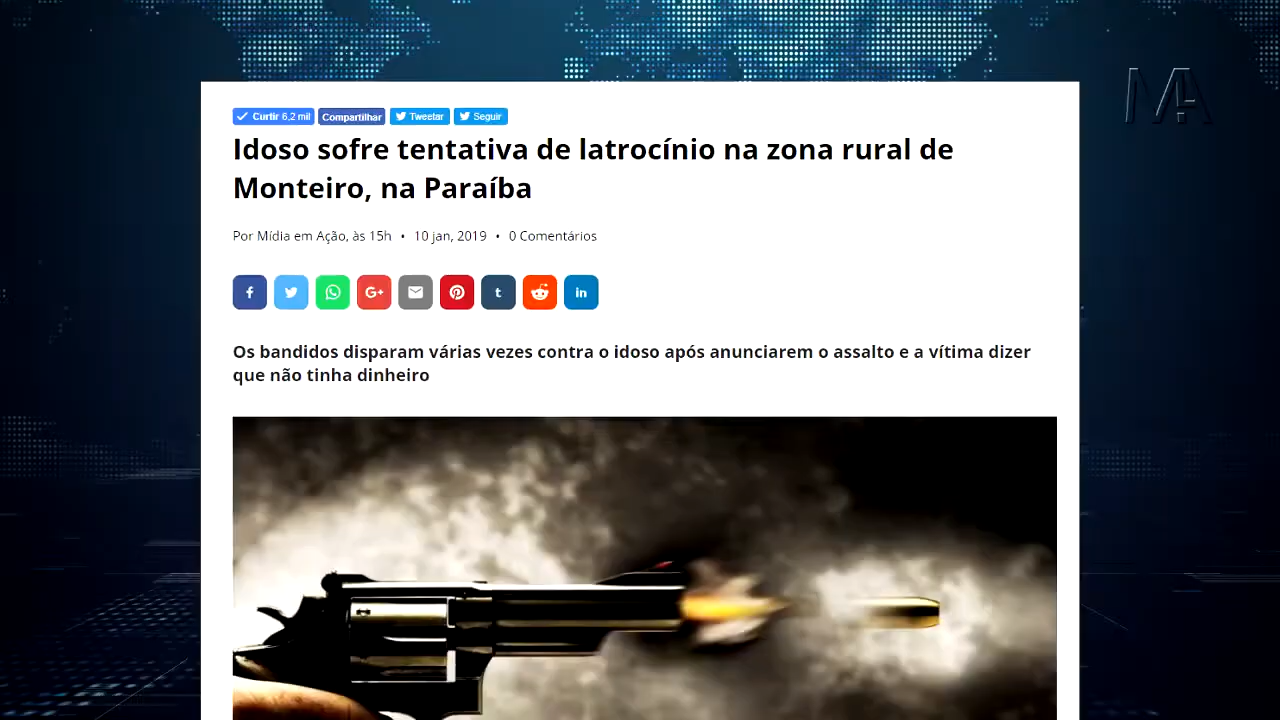 MA
Curtir 6,2 mil Compartilhar Tweetar Seguir
Idoso sofre tentativa de latrocínio na zona rural de
Monteiro, na Paraíba
Por Mídia em Ação, às 15h • 10 jan, 2019 • 0 Comentários
Os bandidos disparam várias vezes contra o idoso após anunciarem o assalto e a vítima dizer
que não tinha dinheiro